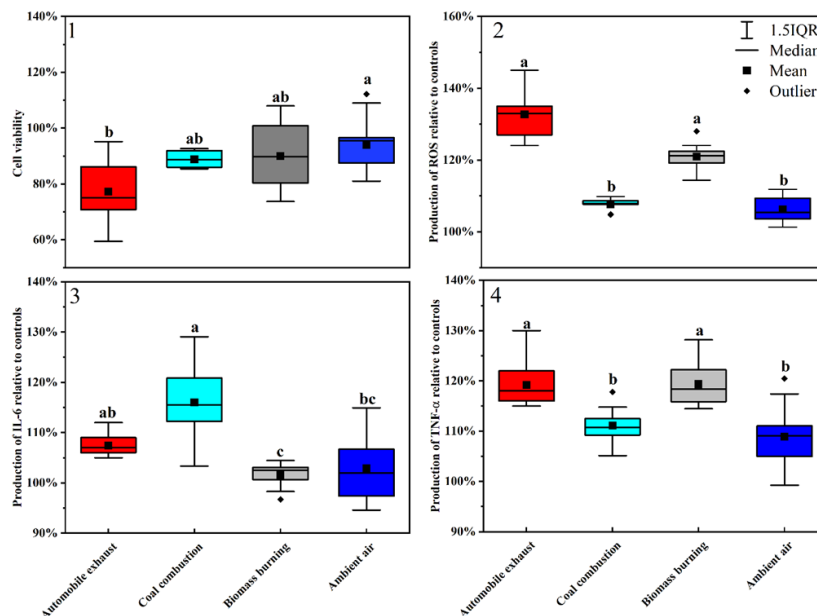 1
Cell viability
140%
120%
100%
80%
60%
b
ab
ab
a
2
Production of ROS relative to controls
160%
140%
120%
100%
a
b
a
b
1.5IQR
Median
Mean
Outlier
3
Production of IL-6 relative to controls
140%
130%
120%
110%
100%
90%
ab
a
c
bc
Automobile exhaust
Coal combustion
Biomass burning
Ambient air
4
Production of TNF-α relative to controls
140%
130%
120%
110%
100%
90%
a
b
a
b
Automobile exhaust
Coal combustion
Biomass burning
Ambient air